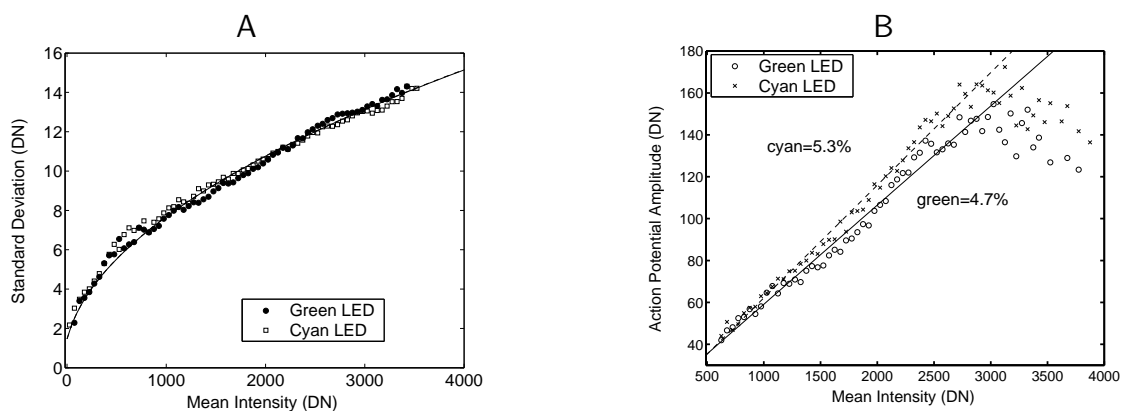 A
16
14
12
10
8
6
4
2
0
0 1000 2000 3000 4000
Standard Deviation (DN)
Mean Intensity (DN)
Green LED
Cyan LED
B
180
160
140
120
100
80
60
40
500 1000 1500 2000 2500 3000 3500 4000
Action Potential Amplitude (DN)
Mean Intensity (DN)
Green LED
Cyan LED
cyan=5.3%
green=4.7%